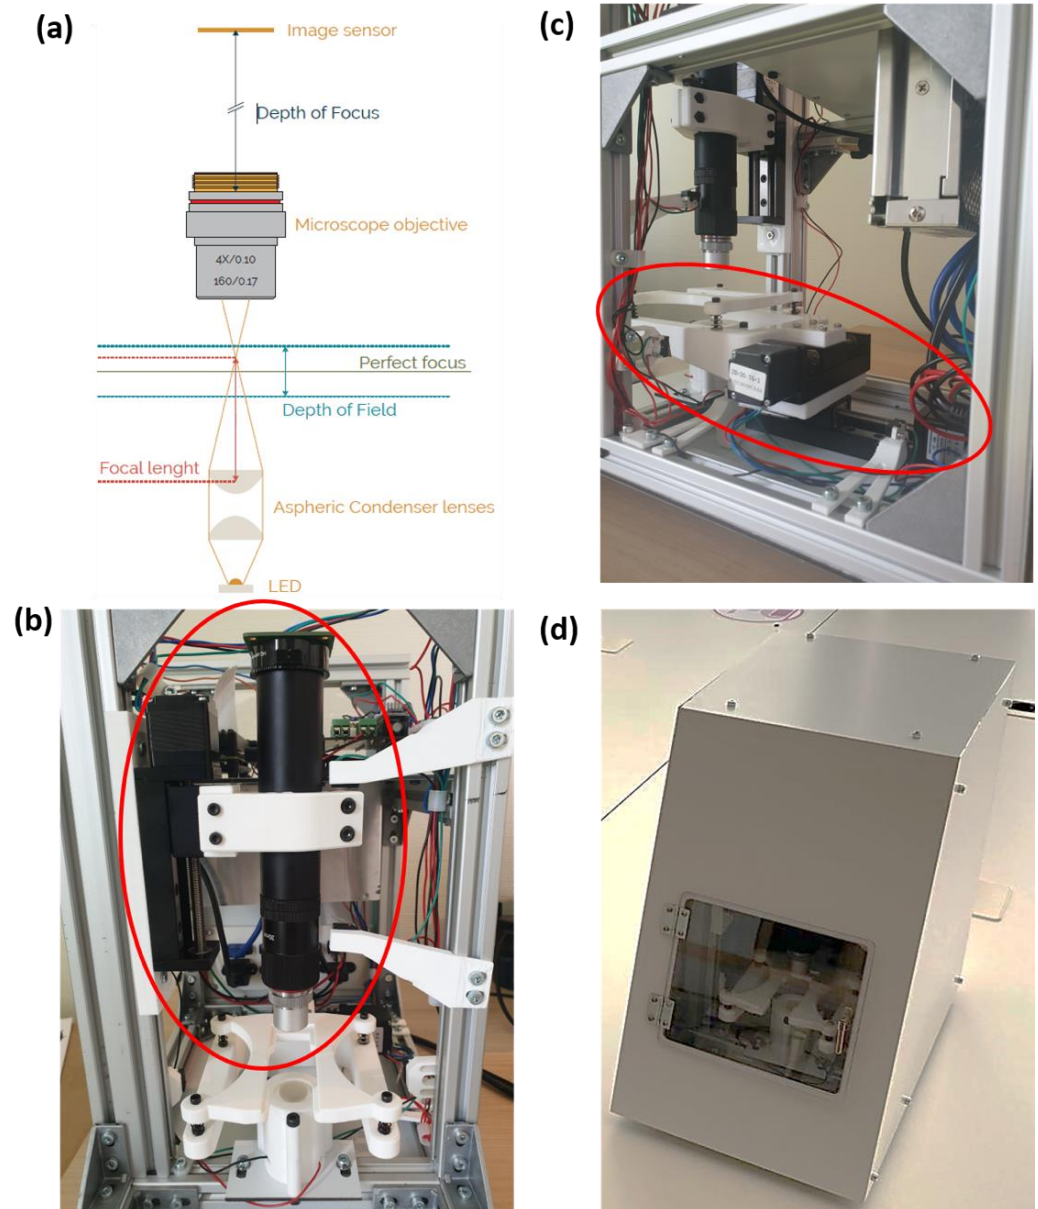 (a)
Image sensor
Depth of Focus
Microscope objective
4X/0.10
160/0.17
Perfect focus
Depth of Field
Focal lenght
Aspheric Condenser lenses
LED
(b)
(c)
(d)